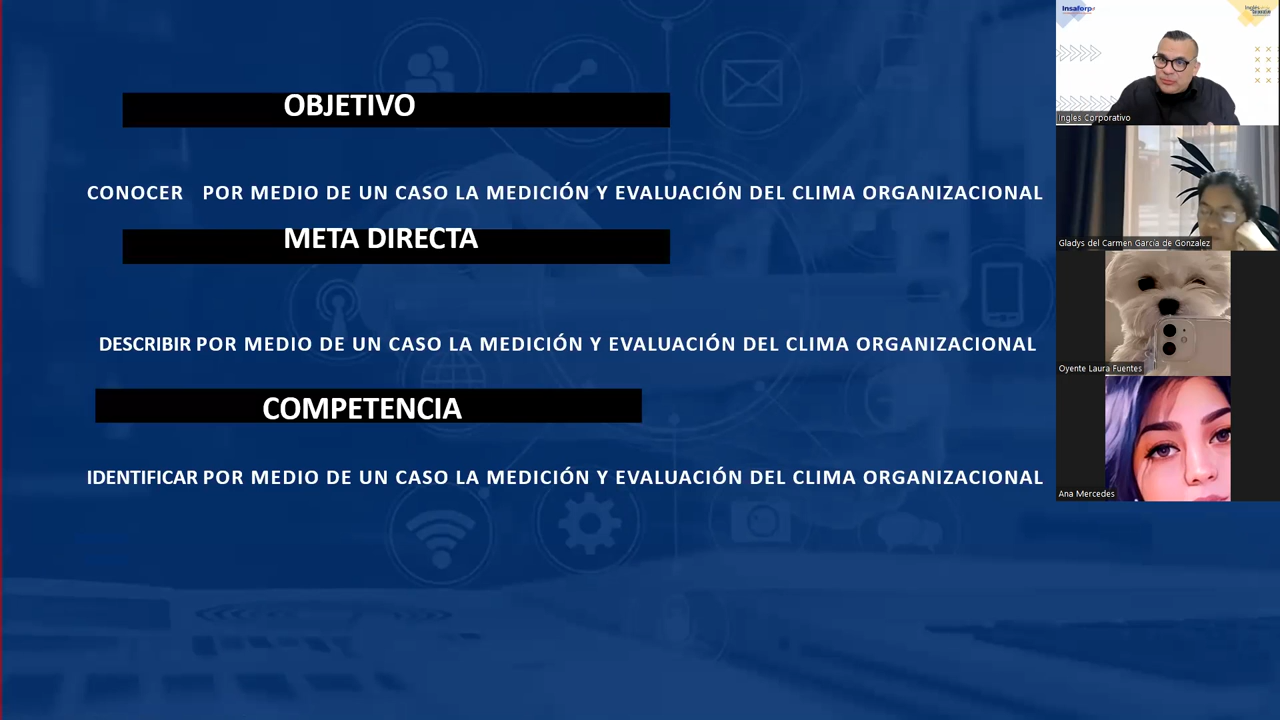 OBJETIVO
CONOCER POR MEDIO DE UN CASO LA MEDICIÓN Y EVALUACIÓN DEL CLIMA ORGANIZACIONAL
META DIRECTA
DESCRIBIR POR MEDIO DE UN CASO LA MEDICIÓN Y EVALUACIÓN DEL CLIMA ORGANIZACIONAL
COMPETENCIA
IDENTIFICAR POR MEDIO DE UN CASO LA MEDICIÓN Y EVALUACIÓN DEL CLIMA ORGANIZACIONAL
Insaforp
Ingles Corporativo
Gladys del Carmen García de Gonzalez
Oyente Laura Fuentes
Ana Mercedes